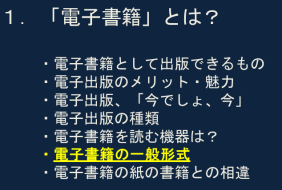 １．「電子書籍」とは？
・電子書籍として出版できるもの
・電子出版のメリット・魅力
・電子出版、「今でしょ、今」
・電子出版の種類
・電子書籍を読む機器は？
・電子書籍の一般形式
・電子書籍の紙の書籍との相違